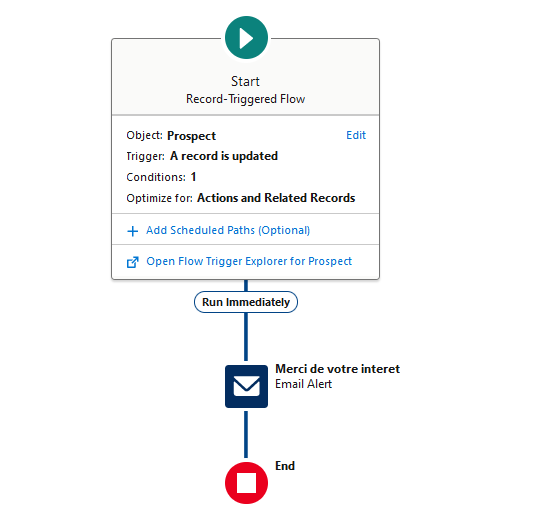 Start
Record-Triggered Flow
Object: Prospect Edit
Trigger: A record is updated
Conditions: 1
Optimize for: Actions and Related Records
+ Add Scheduled Paths (Optional)
Open Flow Trigger Explorer for Prospect
Run Immediately
Merci de votre interet
Email Alert
End